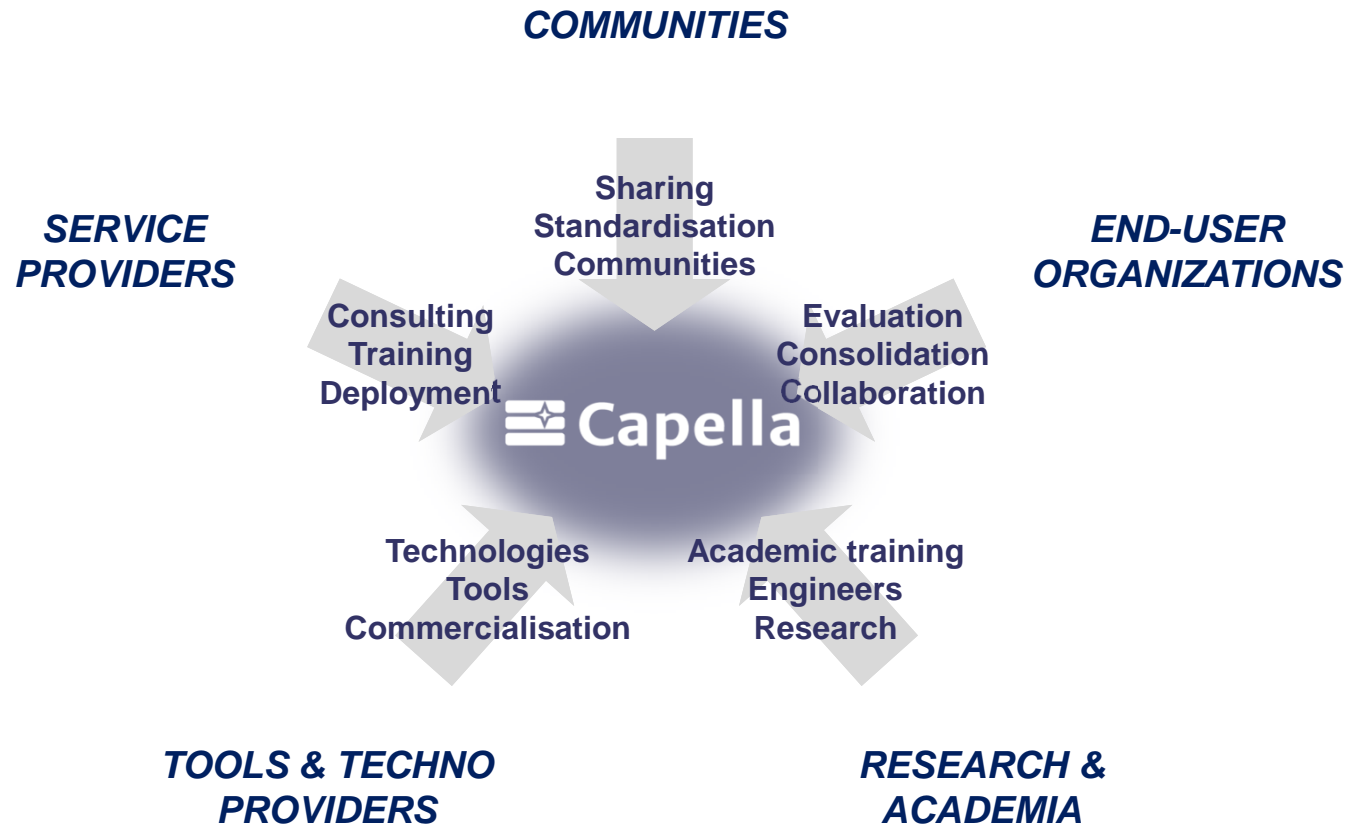 COMMUNITIES
Sharing
Standardisation
Communities
SERVICE
PROVIDERS
Consulting
Training
Deployment
END-USER
ORGANIZATIONS
Evaluation
Consolidation
Collaboration
Capella
Technologies
Tools
Commercialisation
TOOLS & TECHNO
PROVIDERS
Academic training
Engineers
Research
RESEARCH &
ACADEMIA